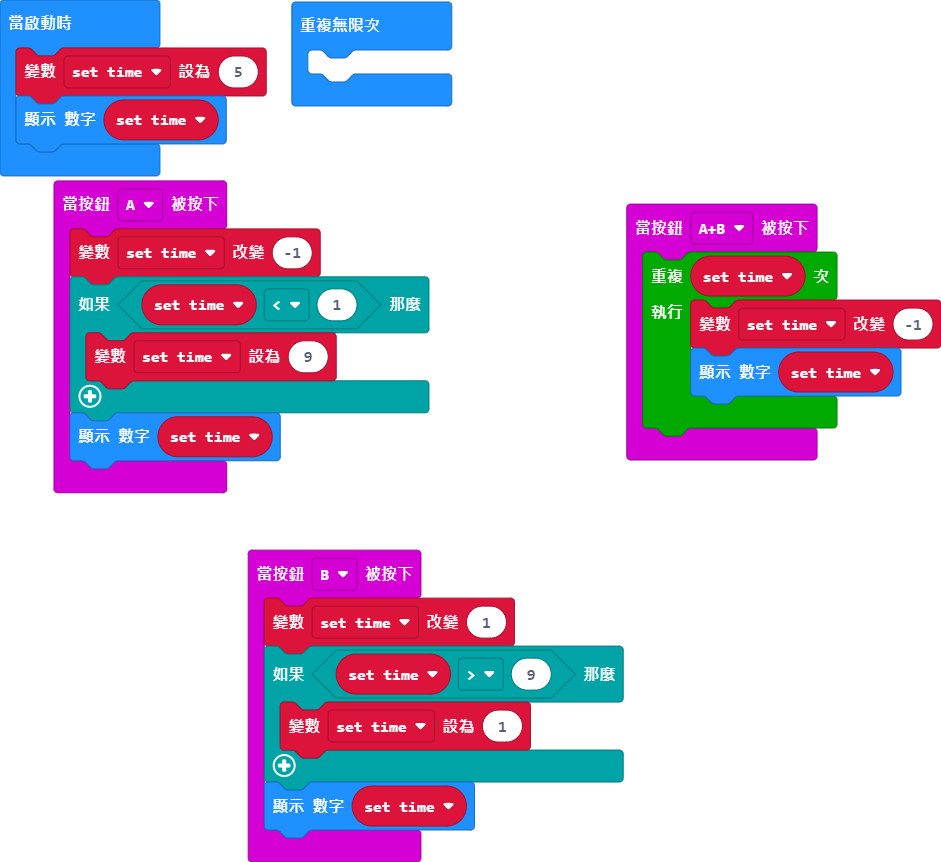 當啟動時
變數 set time 設為 5
顯示 數字 set time
重複無限次
當按鈕 A 被按下
變數 set time 改變 -1
如果 set time < 1 那麼
變數 set time 設為 9
顯示 數字 set time
當按鈕 A+B 被按下
重複 set time 次
執行
變數 set time 改變 -1
顯示 數字 set time
當按鈕 B 被按下
變數 set time 改變 1
如果 set time > 9 那麼
變數 set time 設為 1
顯示 數字 set time